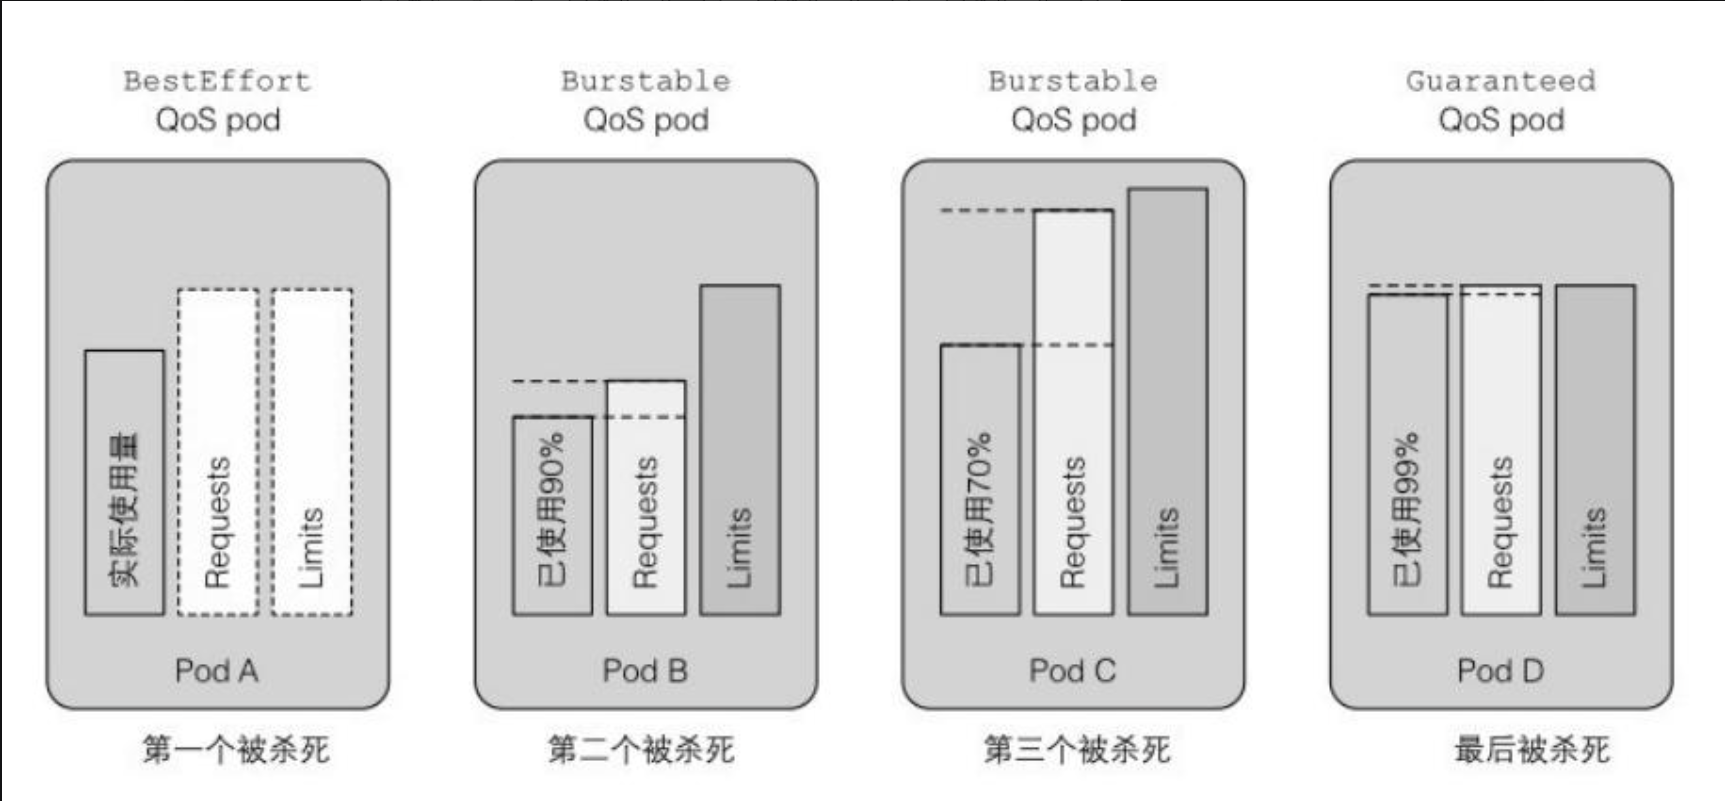 BestEffort
QoS pod
实际使用量
Requests
Limits
Pod A
第一个被杀死
Burstable
QoS pod
已使用90%
Requests
Limits
Pod B
第二个被杀死
Burstable
QoS pod
已使用70%
Requests
Limits
Pod C
第三个被杀死
Guaranteed
QoS pod
已使用99%
Requests
Limits
Pod D
最后被杀死